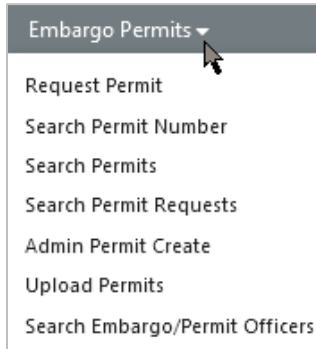 Embargo Permits
Request Permit
Search Permit Number
Search Permits
Search Permit Requests
Admin Permit Create
Upload Permits
Search Embargo/Permit Officers